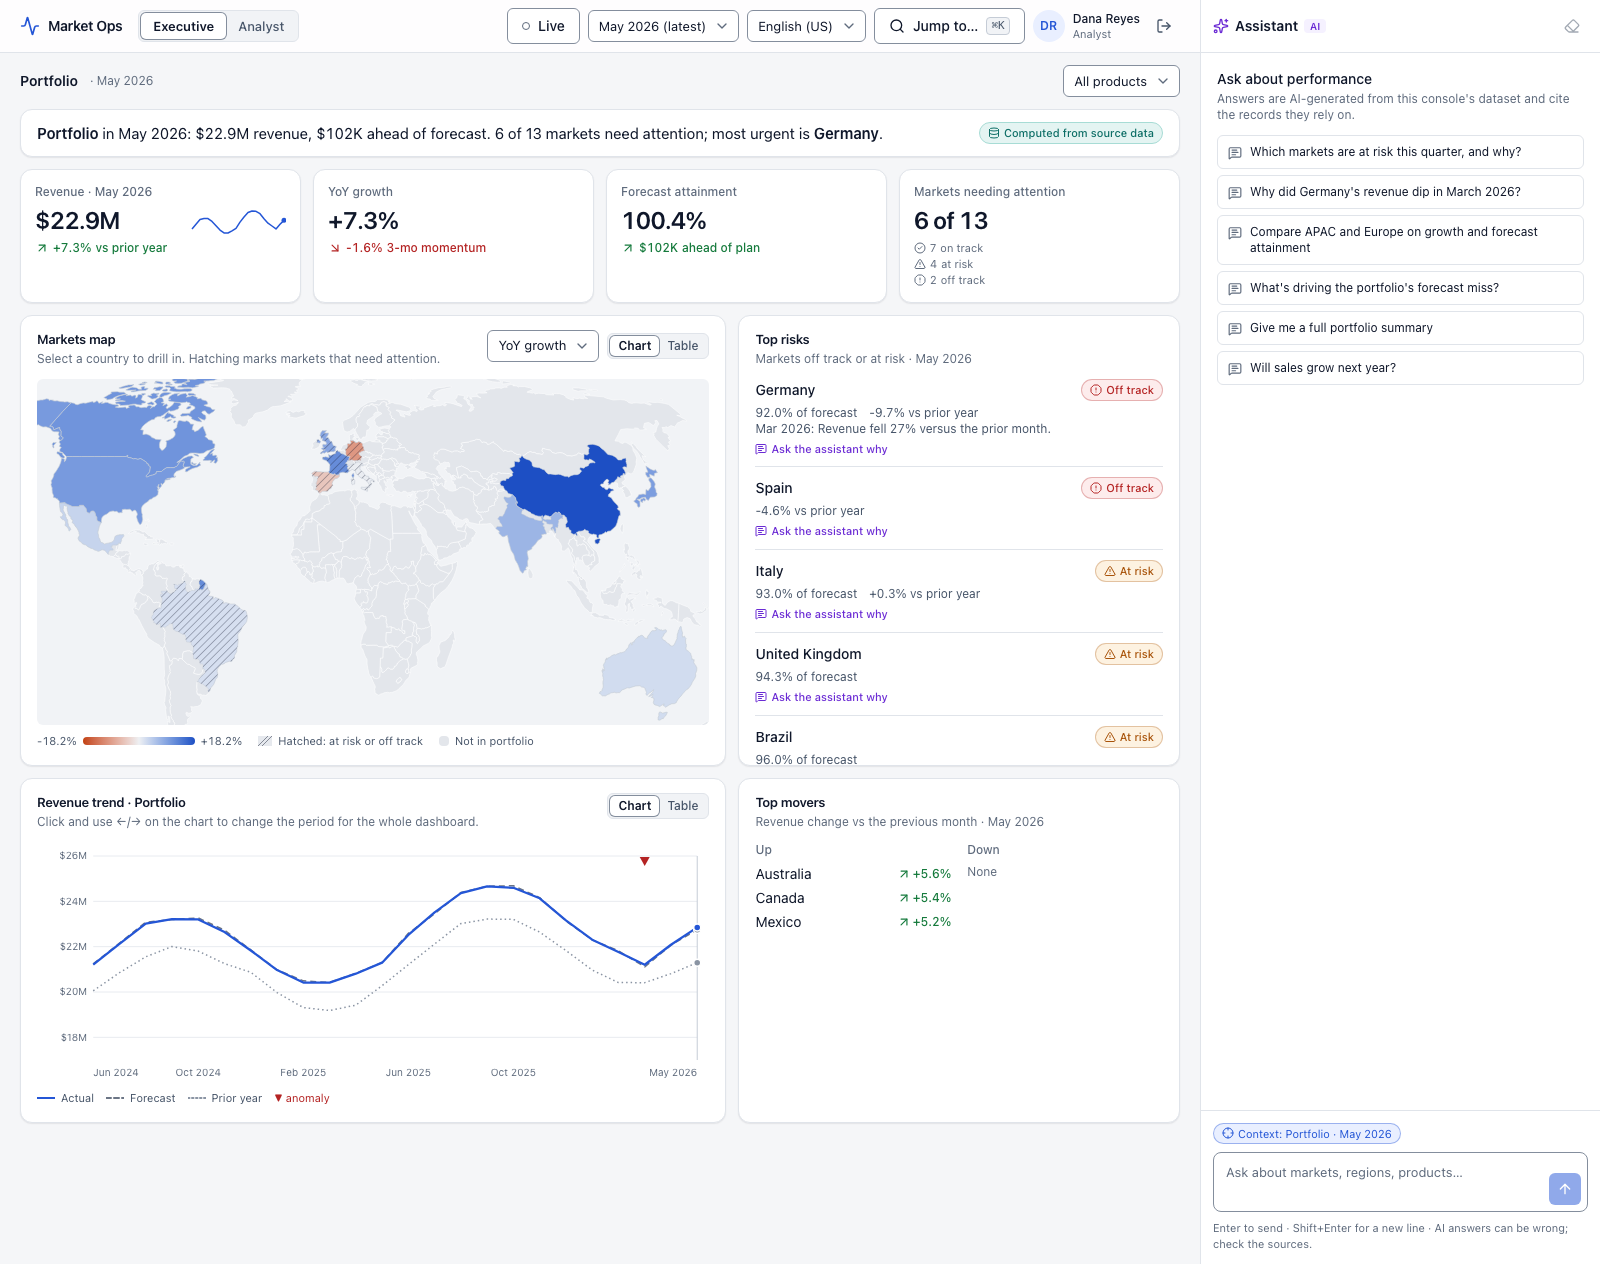 Market Ops
Executive
Analyst
Live
May 2026 (latest)
English (US)
Jump to...
⌘K
DR
Dana Reyes
Analyst
Portfolio · May 2026
All products
Portfolio in May 2026: $22.9M revenue, $102K ahead of forecast. 6 of 13 markets need attention; most urgent is Germany.
Computed from source data
Revenue · May 2026
$22.9M
+7.3% vs prior year
YoY growth
+7.3%
-1.6% 3-mo momentum
Forecast attainment
100.4%
$102K ahead of plan
Markets needing attention
6 of 13
7 on track
4 at risk
2 off track
Markets map
Select a country to drill in. Hatching marks markets that need attention.
YoY growth
Chart
Table
-18.2%
+18.2%
Hatched: at risk or off track
Not in portfolio
Top risks
Markets off track or at risk · May 2026
Germany
Off track
92.0% of forecast -9.7% vs prior year
Mar 2026: Revenue fell 27% versus the prior month.
Ask the assistant why
Spain
Off track
-4.6% vs prior year
Ask the assistant why
Italy
At risk
93.0% of forecast +0.3% vs prior year
Ask the assistant why
United Kingdom
At risk
94.3% of forecast
Ask the assistant why
Brazil
At risk
96.0% of forecast
Revenue trend · Portfolio
Click and use ←/→ on the chart to change the period for the whole dashboard.
Chart
Table
$26M
$24M
$22M
$20M
$18M
Jun 2024
Oct 2024
Feb 2025
Jun 2025
Oct 2025
May 2026
Actual
Forecast
Prior year
▼ anomaly
Top movers
Revenue change vs the previous month · May 2026
Up
Australia
+5.6%
Canada
+5.4%
Mexico
+5.2%
Down
None
Assistant
AI
Ask about performance
Answers are AI-generated from this console's dataset and cite
the records they rely on.
Which markets are at risk this quarter, and why?
Why did Germany's revenue dip in March 2026?
Compare APAC and Europe on growth and forecast
attainment
What's driving the portfolio's forecast miss?
Give me a full portfolio summary
Will sales grow next year?
Context: Portfolio · May 2026
Ask about markets, regions, products...
Enter to send · Shift+Enter for a new line · AI answers can be wrong;
check the sources.